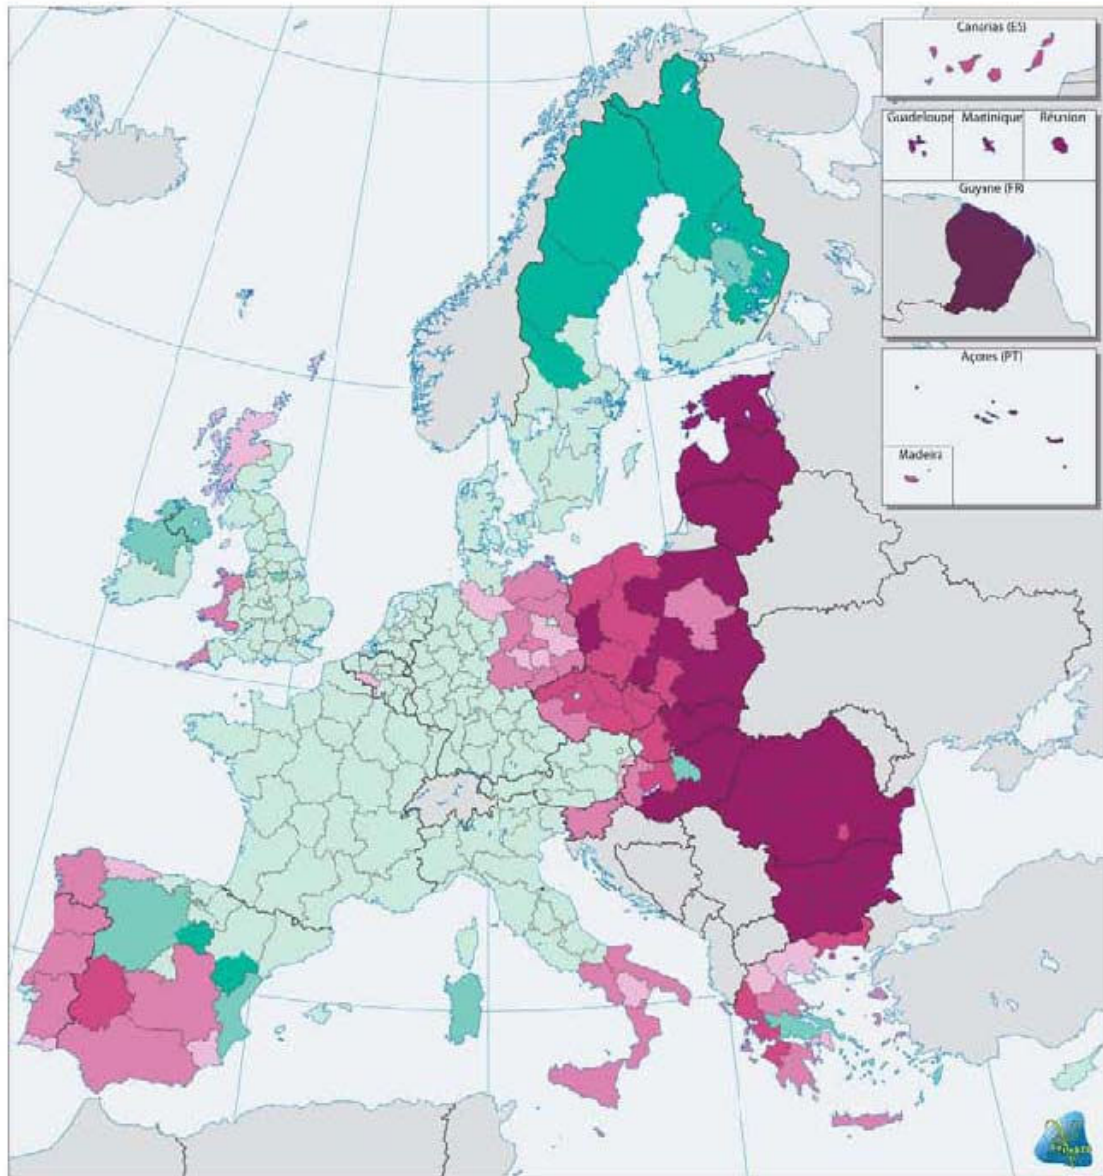 Canarias (ES)
Guadeloupe
Martinique
Réunion
Guyane (FR)
Açores (PT)
Madeira